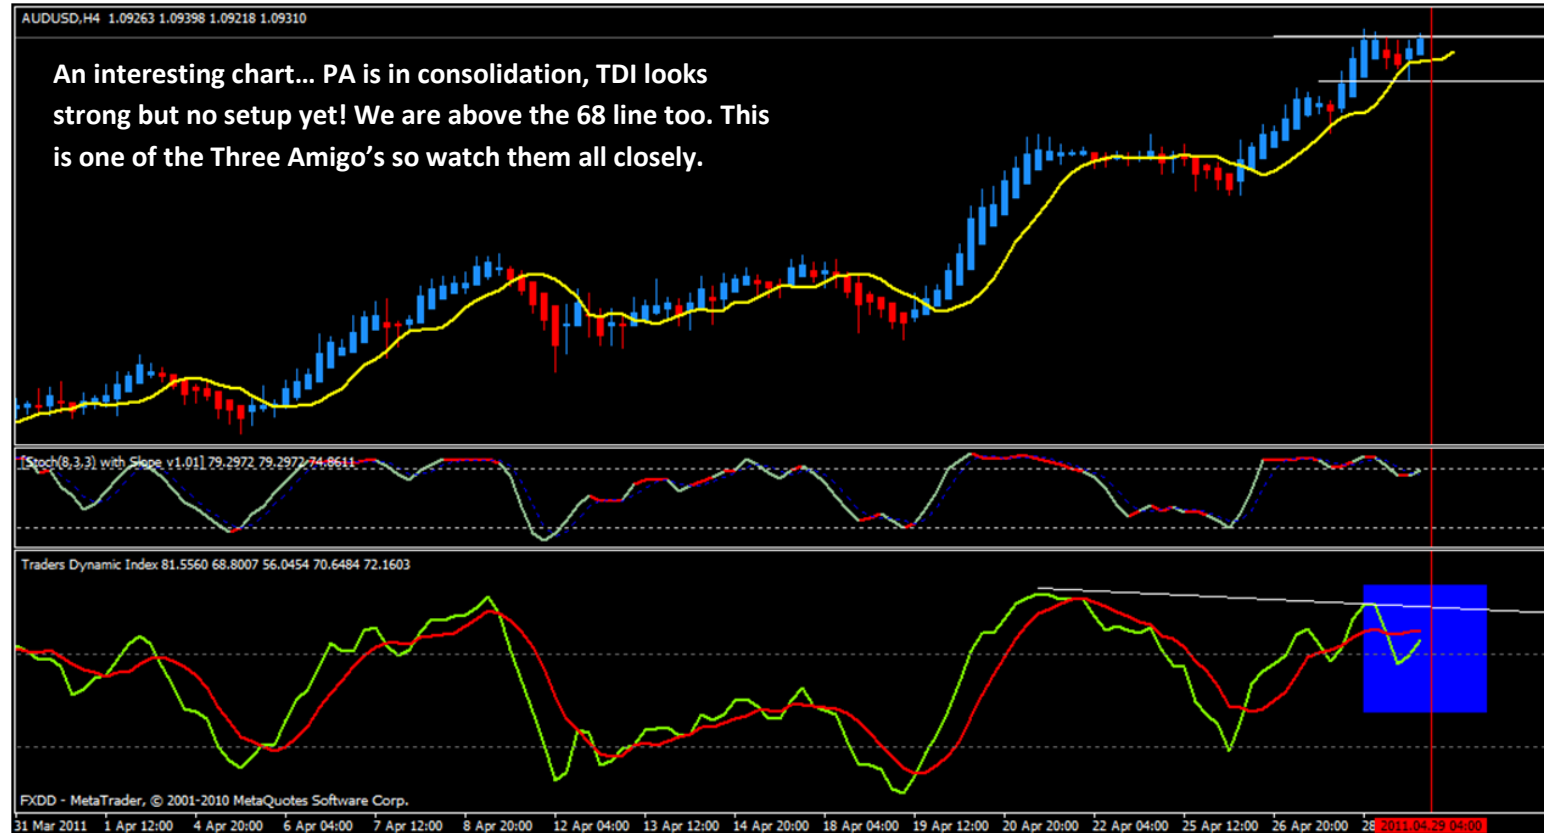 AUDUSD,H4 1.09263 1.09398 1.09218 1.09310
An interesting chart… PA is in consolidation, TDI looks
strong but no setup yet! We are above the 68 line too. This
is one of the Three Amigo's so watch them all closely.
[Stoch(8,3,3) with Slope v1.01] 79.2972 79.2972 74.8611
Traders Dynamic Index 81.5560 68.8007 56.0454 70.6484 72.1603
FXDD - MetaTrader, © 2001-2010 MetaQuotes Software Corp.
31 Mar 2011 1 Apr 12:00 4 Apr 20:00 6 Apr 04:00 7 Apr 12:00 8 Apr 20:00 12 Apr 04:00 13 Apr 12:00 14 Apr 20:00 18 Apr 04:00 19 Apr 12:00 20 Apr 20:00 22 Apr 04:00 25 Apr 12:00 26 Apr 20:00 28 2011.04.29 04:00